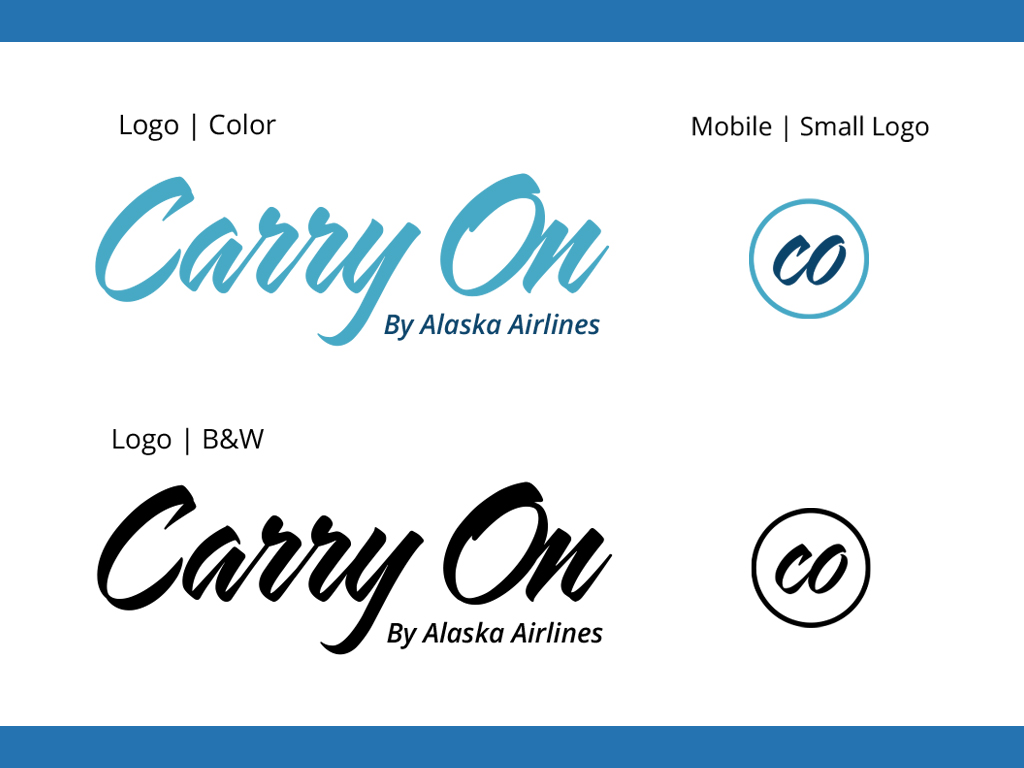 Logo | Color
Mobile | Small Logo
Carry On
By Alaska Airlines
CO
Logo | B&W
Carry On
By Alaska Airlines
CO